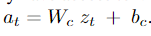 a_t = W_c z_t + b_c.